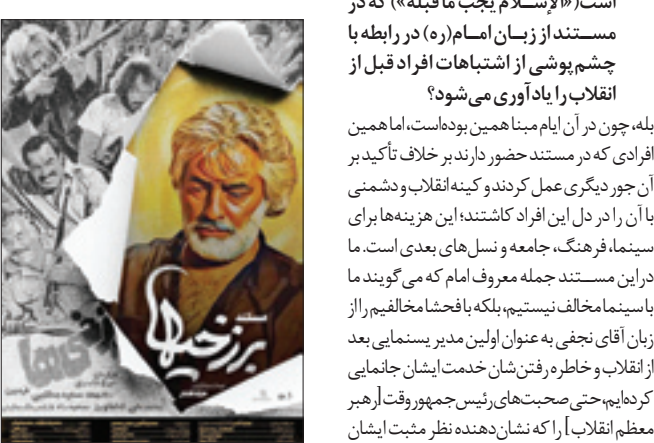 است(«الإسلام یجب ما قبله») که در
مستند از زبان امام(ره) در رابطه با
چشم‌پوشی از اشتباهات افراد قبل از
انقلاب را یادآوری می‌شود؟
بله، چون در آن ایام مبنا همین بوده‌است، اما همین
افرادی که در مستند حضور دارند بر خلاف تأکید بر
آن جور دیگری عمل کردند و کینه انقلاب و دشمنی
با آن را در دل این افراد کاشتند؛ این هزینه‌ها برای
سینما، فرهنگ، جامعه و نسل‌های بعدی است. ما
دراین مستند جمله معروف امام که می‌گویند ما
با سینما مخالف نیستیم، بلکه با فحشا مخالفیم را از
زبان آقای نجفی به عنوان اولین مدیر سینمایی بعد
از انقلاب و خاطره رفتن‌شان خدمت ایشان جانمایی
کرده‌ایم،حتی صحبت‌های رئیس‌جمهور وقت [رهبر
معظم انقلاب] را که نشان‌دهنده نظر مثبت ایشان
مستند
برزخیها